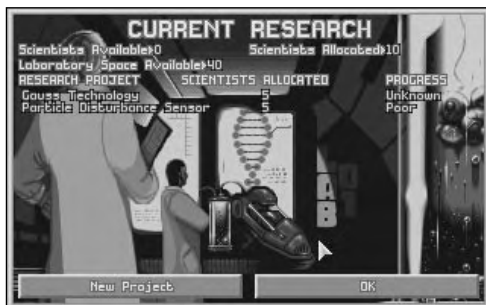 CURRENT RESEARCH
Scientists Available>0 Scientists Allocated>10
Laboratory Space Available>40
RESEARCH PROJECT SCIENTISTS ALLOCATED PROGRESS
Gauss Technology 5 Unknown
Particle Disturbance Sensor 5 Poor
A
B
New Project OK